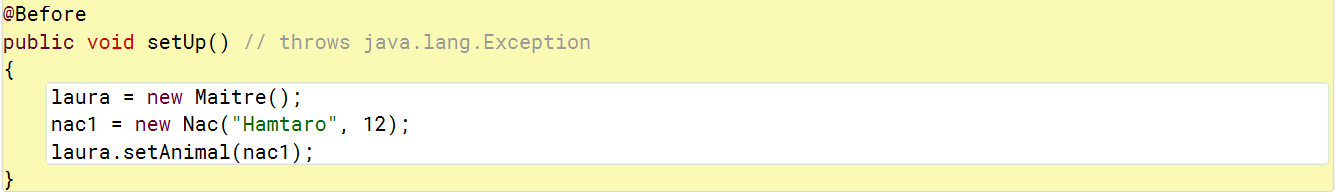 @Before
public void setUp() // throws java.lang.Exception
{
    laura = new Maitre();
    nac1 = new Nac("Hamtaro", 12);
    laura.setAnimal(nac1);
}